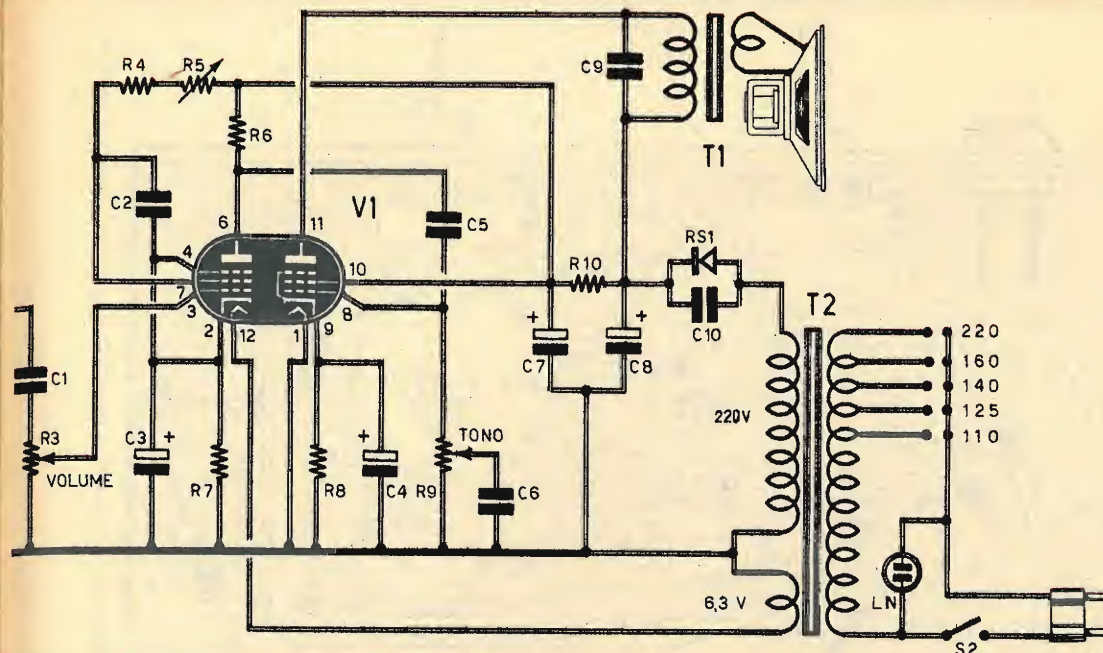 R4
R5
R6
C9
T1
C2
V1
6
11
C5
4
7
3
10
8
2
12
1
9
R10
RS1
C10
T2
C7
+
C8
+
220
160
140
125
110
220V
C1
R3
VOLUME
C3
+
R7
R8
+
C4
R9
TONO
C6
6,3 V
LN
S2